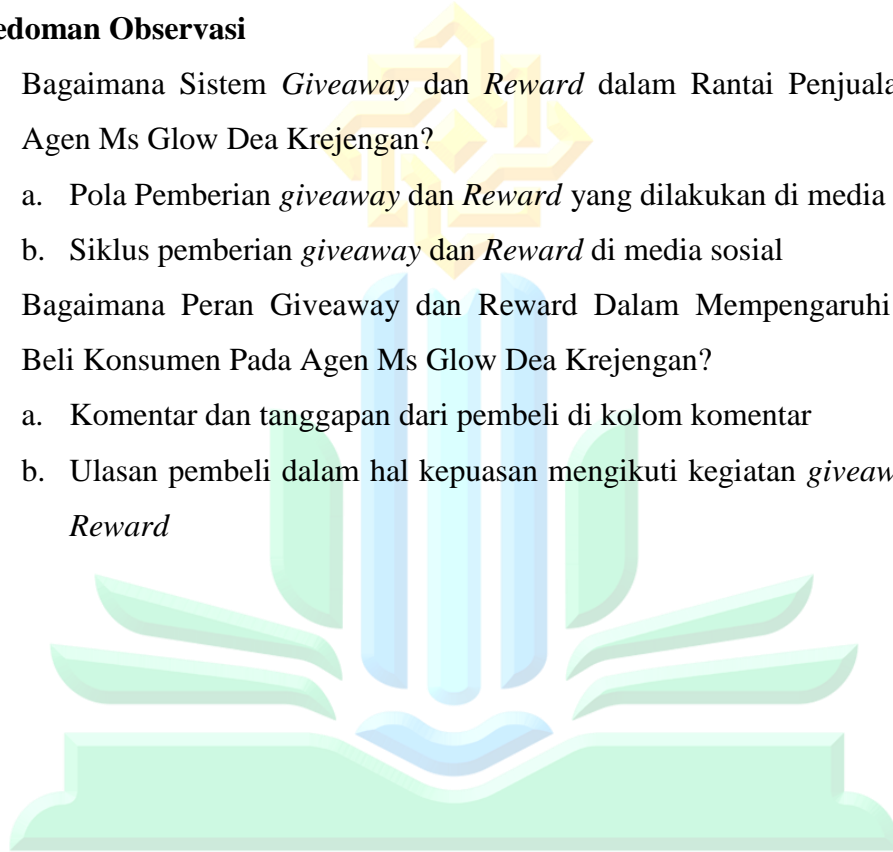 edoman Observasi
Bagaimana Sistem Giveaway dan Reward dalam Rantai Penjuala
Agen Ms Glow Dea Krejengan?
a. Pola Pemberian giveaway dan Reward yang dilakukan di media
b. Siklus pemberian giveaway dan Reward di media sosial
Bagaimana Peran Giveaway dan Reward Dalam Mempengaruhi
Beli Konsumen Pada Agen Ms Glow Dea Krejengan?
a. Komentar dan tanggapan dari pembeli di kolom komentar
b. Ulasan pembeli dalam hal kepuasan mengikuti kegiatan giveaw
Reward